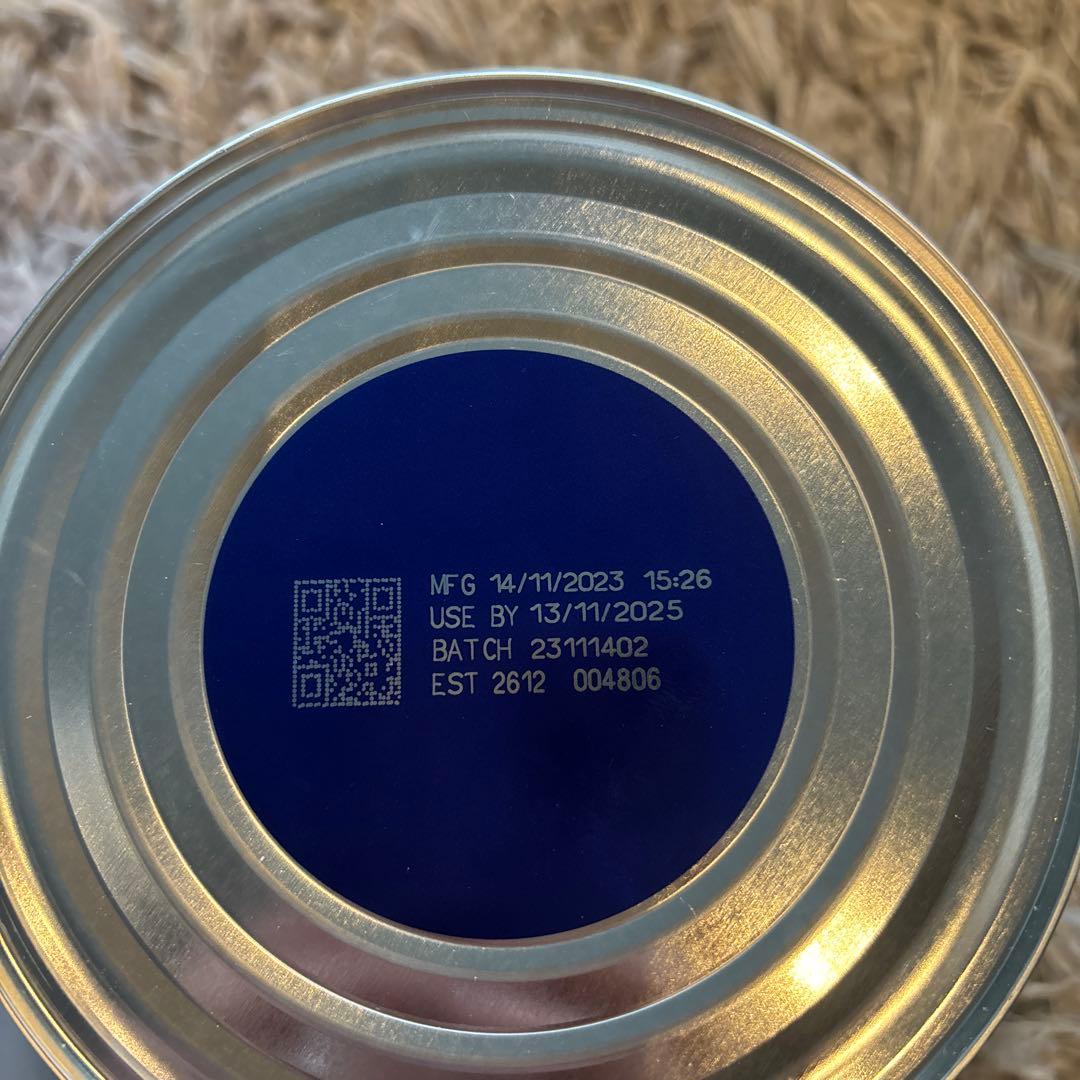 MFG 14/11/2023 15:26
USE BY 13/11/2025
BATCH 23111402
EST 2612 004806